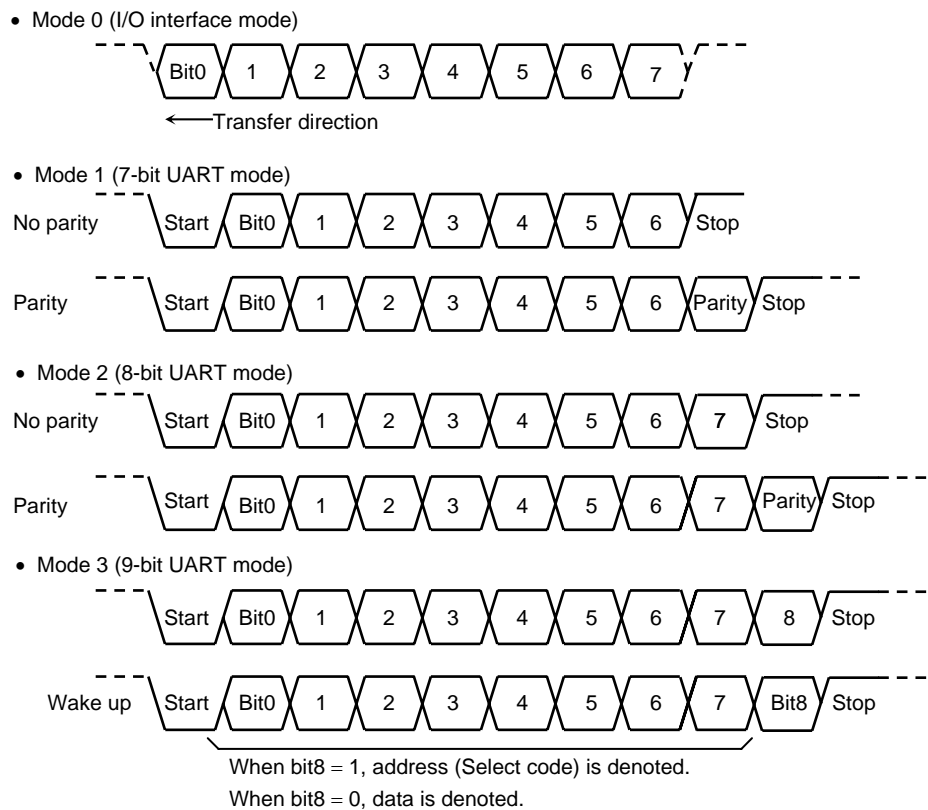 • Mode 0 (I/O interface mode)
Bit0 1 2 3 4 5 6 7
Transfer direction
• Mode 1 (7-bit UART mode)
No parity Start Bit0 1 2 3 4 5 6 Stop
Parity Start Bit0 1 2 3 4 5 6 Parity Stop
• Mode 2 (8-bit UART mode)
No parity Start Bit0 1 2 3 4 5 6 7 Stop
Parity Start Bit0 1 2 3 4 5 6 7 Parity Stop
• Mode 3 (9-bit UART mode)
Start Bit0 1 2 3 4 5 6 7 8 Stop
Wake up Start Bit0 1 2 3 4 5 6 7 Bit8 Stop
When bit8 = 1, address (Select code) is denoted.
When bit8 = 0, data is denoted.